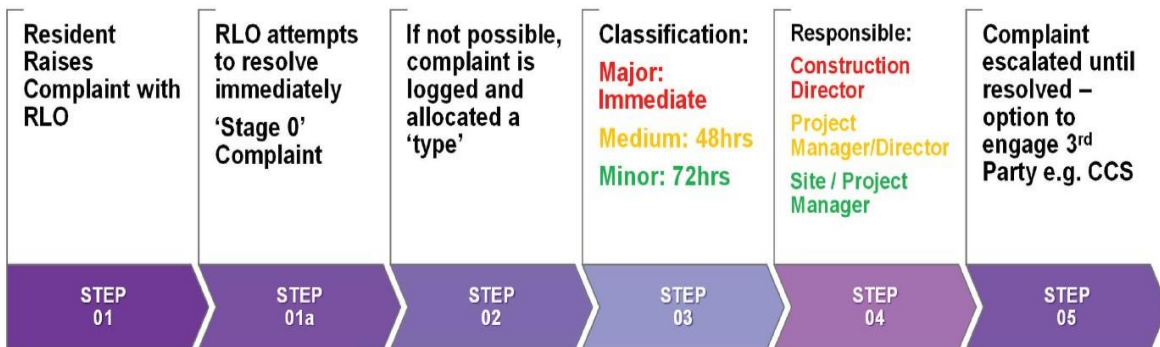 Resident
Raises
Complaint with
RLO
RLO attempts
to resolve
immediately
‘Stage 0’
Complaint
If not possible,
complaint is
logged and
allocated a
‘type’
Classification:
Major:
Immediate
Medium: 48hrs
Minor: 72hrs
Responsible:
Construction
Director
Project
Manager/Director
Site / Project
Manager
Complaint
escalated until
resolved –
option to
engage 3rd
Party e.g. CCS
STEP
01
STEP
01a
STEP
02
STEP
03
STEP
04
STEP
05